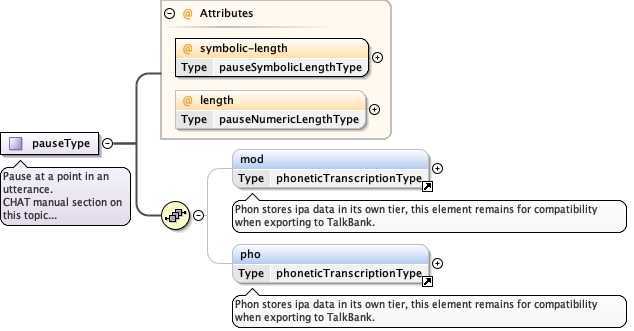 @ Attributes
@ symbolic-length
Type pauseSymbolicLengthType
@ length
Type pauseNumericLengthType
pauseType
Pause at a point in an
utterance.
CHAT manual section on
this topic...
mod
Type phoneticTranscriptionType
Phon stores ipa data in its own tier, this element remains for compatibility
when exporting to TalkBank.
pho
Type phoneticTranscriptionType
Phon stores ipa data in its own tier, this element remains for compatibility
when exporting to TalkBank.